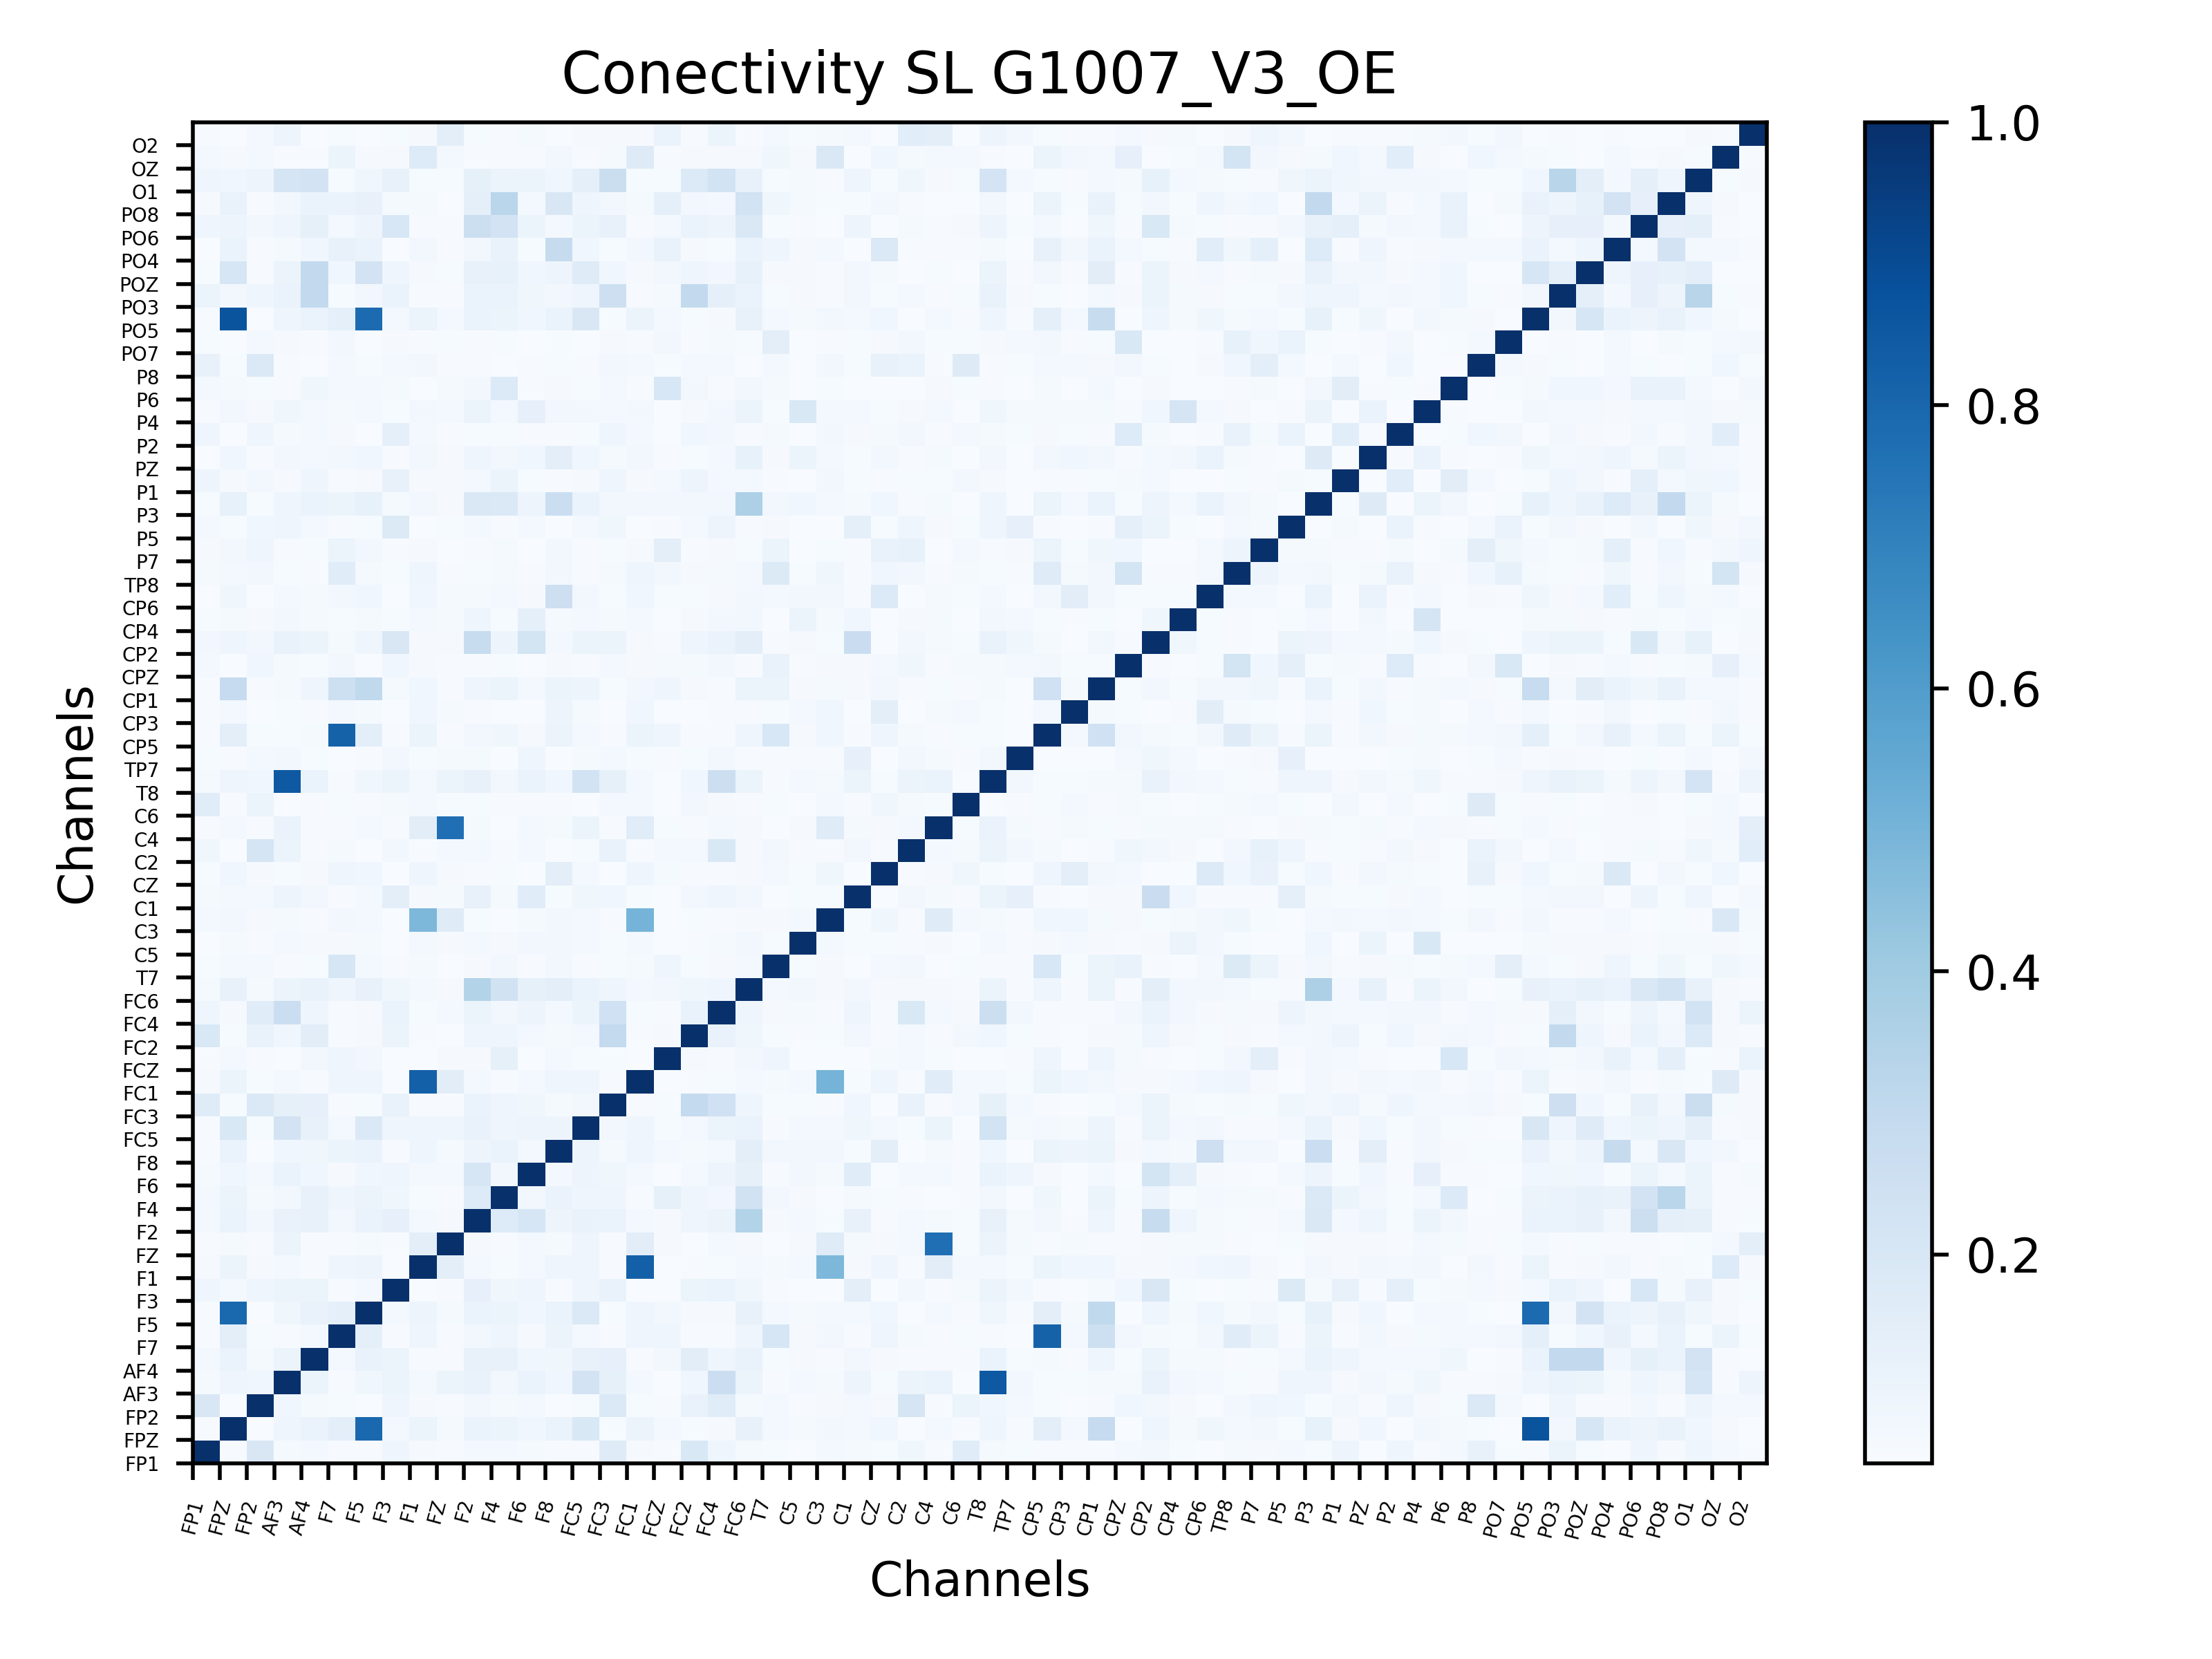 Conectivity SL G1007_V3_OE
O2
OZ
O1
PO8
PO6
PO4
POZ
PO3
PO5
PO7
P8
P6
P4
P2
PZ
P1
P3
P5
P7
TP8
CP6
CP4
CP2
CPZ
CP1
CP3
CP5
TP7
T8
C6
C4
C2
CZ
C1
C3
C5
T7
FC6
FC4
FC2
FCZ
FC1
FC3
FC5
F8
F6
F4
F2
FZ
F1
F3
F5
F7
AF4
AF3
FP2
FPZ
FP1
Channels
FP1 FPZ FP2 AF3 AF4 F7 F5 F3 F1 FZ F2 F4 F6 F8 FC5 FC3 FC1 FCZ FC2 FC4 FC6 T7 C5 C3 C1 CZ C2 C4 C6 T8 TP7 CP5 CP3 CP1 CPZ CP2 CP4 CP6 TP8 P7 P5 P3 P1 PZ P2 P4 P6 P8 PO7 PO5 PO3 POZ PO4 PO6 PO8 O1 OZ O2
Channels
1.0
0.8
0.6
0.4
0.2